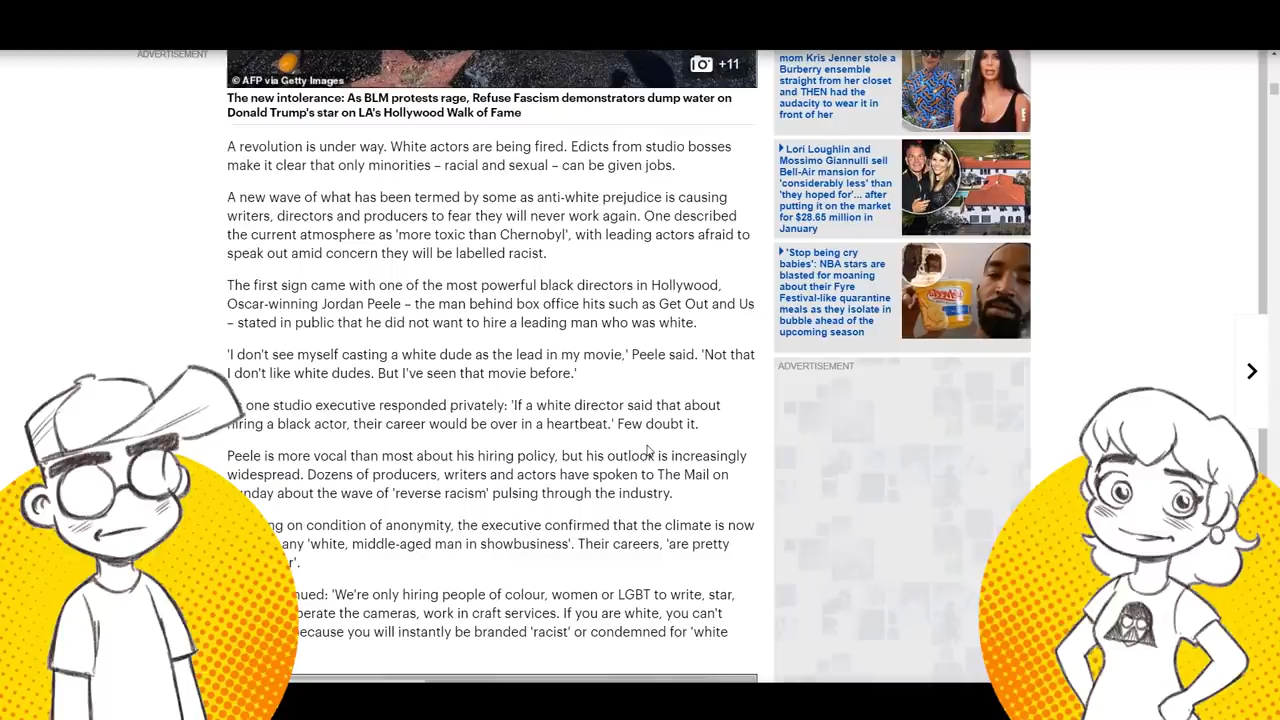 ADVERTISEMENT
+11
© AFP via Getty Images
The new intolerance: As BLM protests rage, Refuse Fascism demonstrators dump water on
Donald Trump's star on LA's Hollywood Walk of Fame
A revolution is under way. White actors are being fired. Edicts from studio bosses
make it clear that only minorities – racial and sexual – can be given jobs.
A new wave of what has been termed by some as anti-white prejudice is causing
writers, directors and producers to fear they will never work again. One described
the current atmosphere as 'more toxic than Chernobyl', with leading actors afraid to
speak out amid concern they will be labelled racist.
The first sign came with one of the most powerful black directors in Hollywood,
Oscar-winning Jordan Peele – the man behind box office hits such as Get Out and Us
– stated in public that he did not want to hire a leading man who was white.
'I don't see myself casting a white dude as the lead in my movie,' Peele said. 'Not that
I don't like white dudes. But I've seen that movie before.'
one studio executive responded privately: 'If a white director said that about
hiring a black actor, their career would be over in a heartbeat.' Few doubt it.
Peele is more vocal than most about his hiring policy, but his outlook is increasingly
widespread. Dozens of producers, writers and actors have spoken to The Mail on
unday about the wave of 'reverse racism' pulsing through the industry.
ng on condition of anonymity, the executive confirmed that the climate is now
any 'white, middle-aged man in showbusiness'. Their careers, 'are pretty
r'.
nued: 'We're only hiring people of colour, women or LGBT to write, star,
perate the cameras, work in craft services. If you are white, you can't
ecause you will instantly be branded 'racist' or condemned for 'white
mom Kris Jenner stole a
Burberry ensemble
straight from her closet
and THEN had the
audacity to wear it in
front of her
Lori Loughlin and
Mossimo Giannulli sell
Bel-Air mansion for
'considerably less' than
'they hoped for'... after
putting it on the market
for $28.65 million in
January
'Stop being cry
babies': NBA stars are
blasted for moaning
about their Fyre
Festival-like quarantine
meals as they isolate in
bubble ahead of the
upcoming season
ADVERTISEMENT